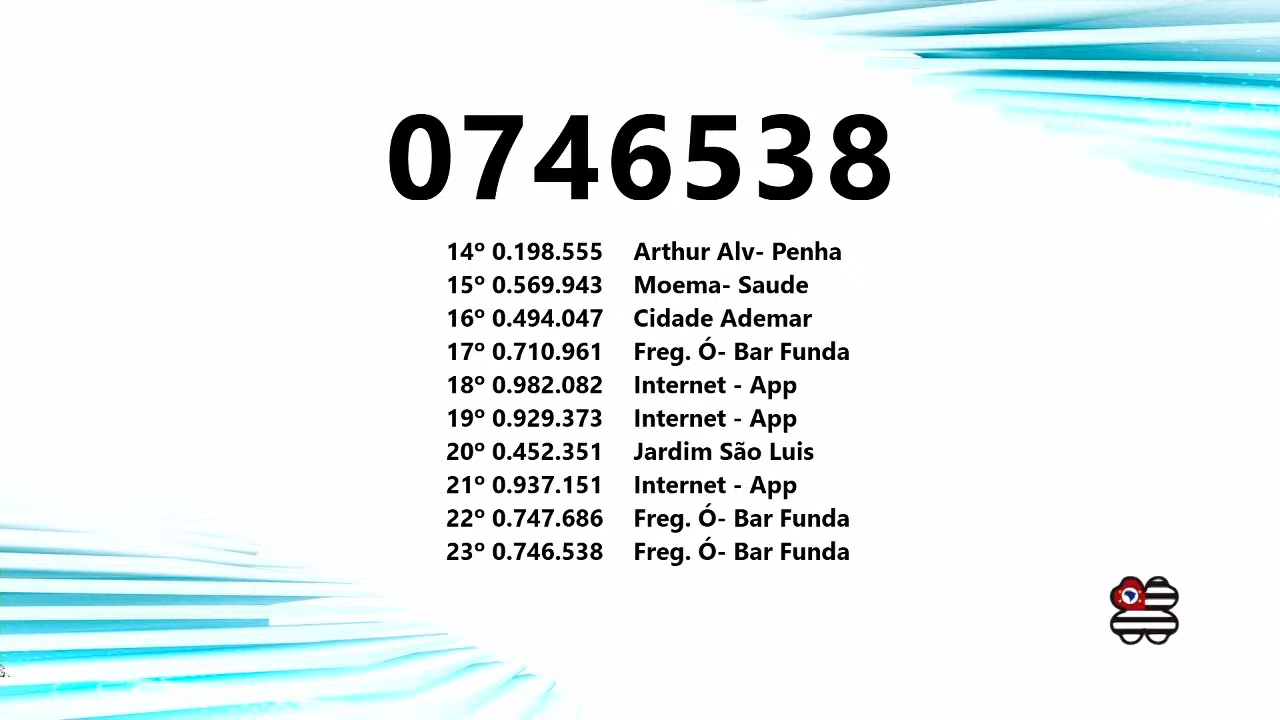 0746538
14º 0.198.555 Arthur Alv- Penha
15º 0.569.943 Moema- Saude
16º 0.494.047 Cidade Ademar
17º 0.710.961 Freg. Ó- Bar Funda
18º 0.982.082 Internet - App
19º 0.929.373 Internet - App
20º 0.452.351 Jardim São Luis
21º 0.937.151 Internet - App
22º 0.747.686 Freg. Ó- Bar Funda
23º 0.746.538 Freg. Ó- Bar Funda